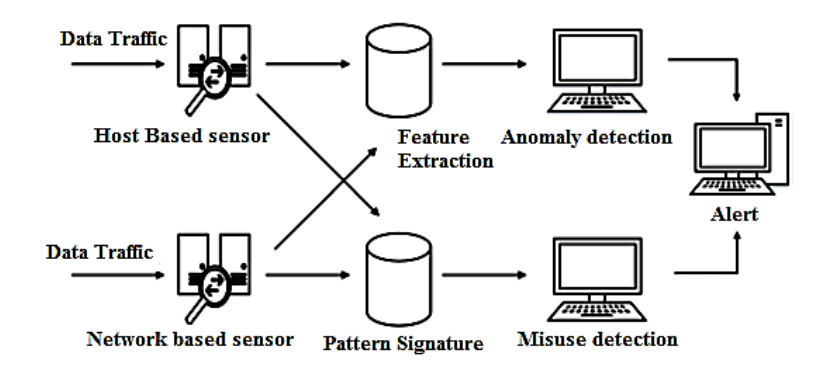 Data Traffic
Host Based sensor
Feature
Extraction
Anomaly detection
Alert
Data Traffic
Network based sensor
Pattern Signature
Misuse detection